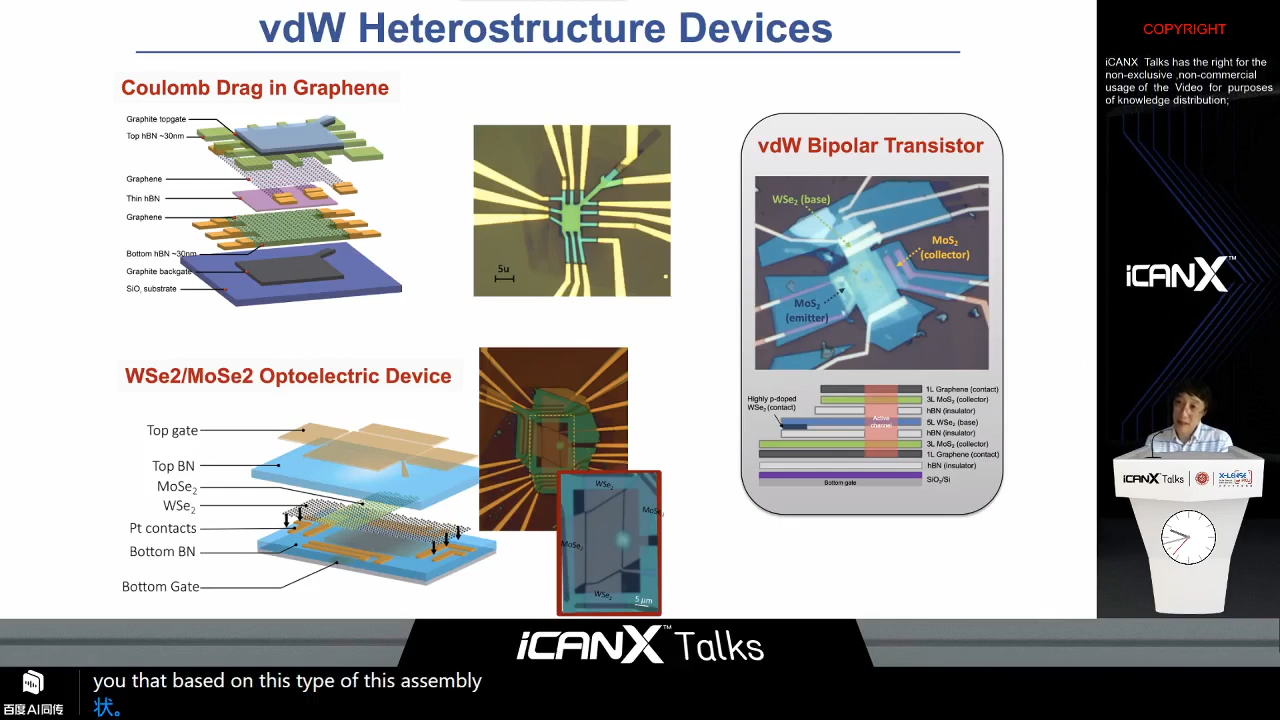 vdW Heterostructure Devices
Coulomb Drag in Graphene
Graphite topgate
Top hBN ~30nm
Graphene
Thin hBN
Graphene
Bottom hBN ~30nm
Graphite backgate
SiO₂ substrate
5u
WSe2/MoSe2 Optoelectric Device
Top gate
Top BN
MoSe₂
WSe₂
Pt contacts
Bottom BN
Bottom Gate
WSe₂
MoSe₂
MoSe₂
WSe₂
5 μm
vdW Bipolar Transistor
WSe₂ (base)
MoS₂
(collector)
MoS₂
(emitter)
Highly p-doped
WSe₂ (contact)
Active
channel
1L Graphene (contact)
3L MoS₂ (collector)
hBN (insulator)
5L WSe₂ (base)
hBN (insulator)
3L MoS₂ (collector)
1L Graphene (contact)
hBN (insulator)
SiO₂/Si
Bottom gate
COPYRIGHT
iCANX Talks has the right for the
non-exclusive ,non-commercial
usage of the Video for purposes
of knowledge distribution;
iCANX™
iCANX Talks
X-LENSE
iCANX™ Talks
百度AI同传
you that based on this type of this assembly
状。